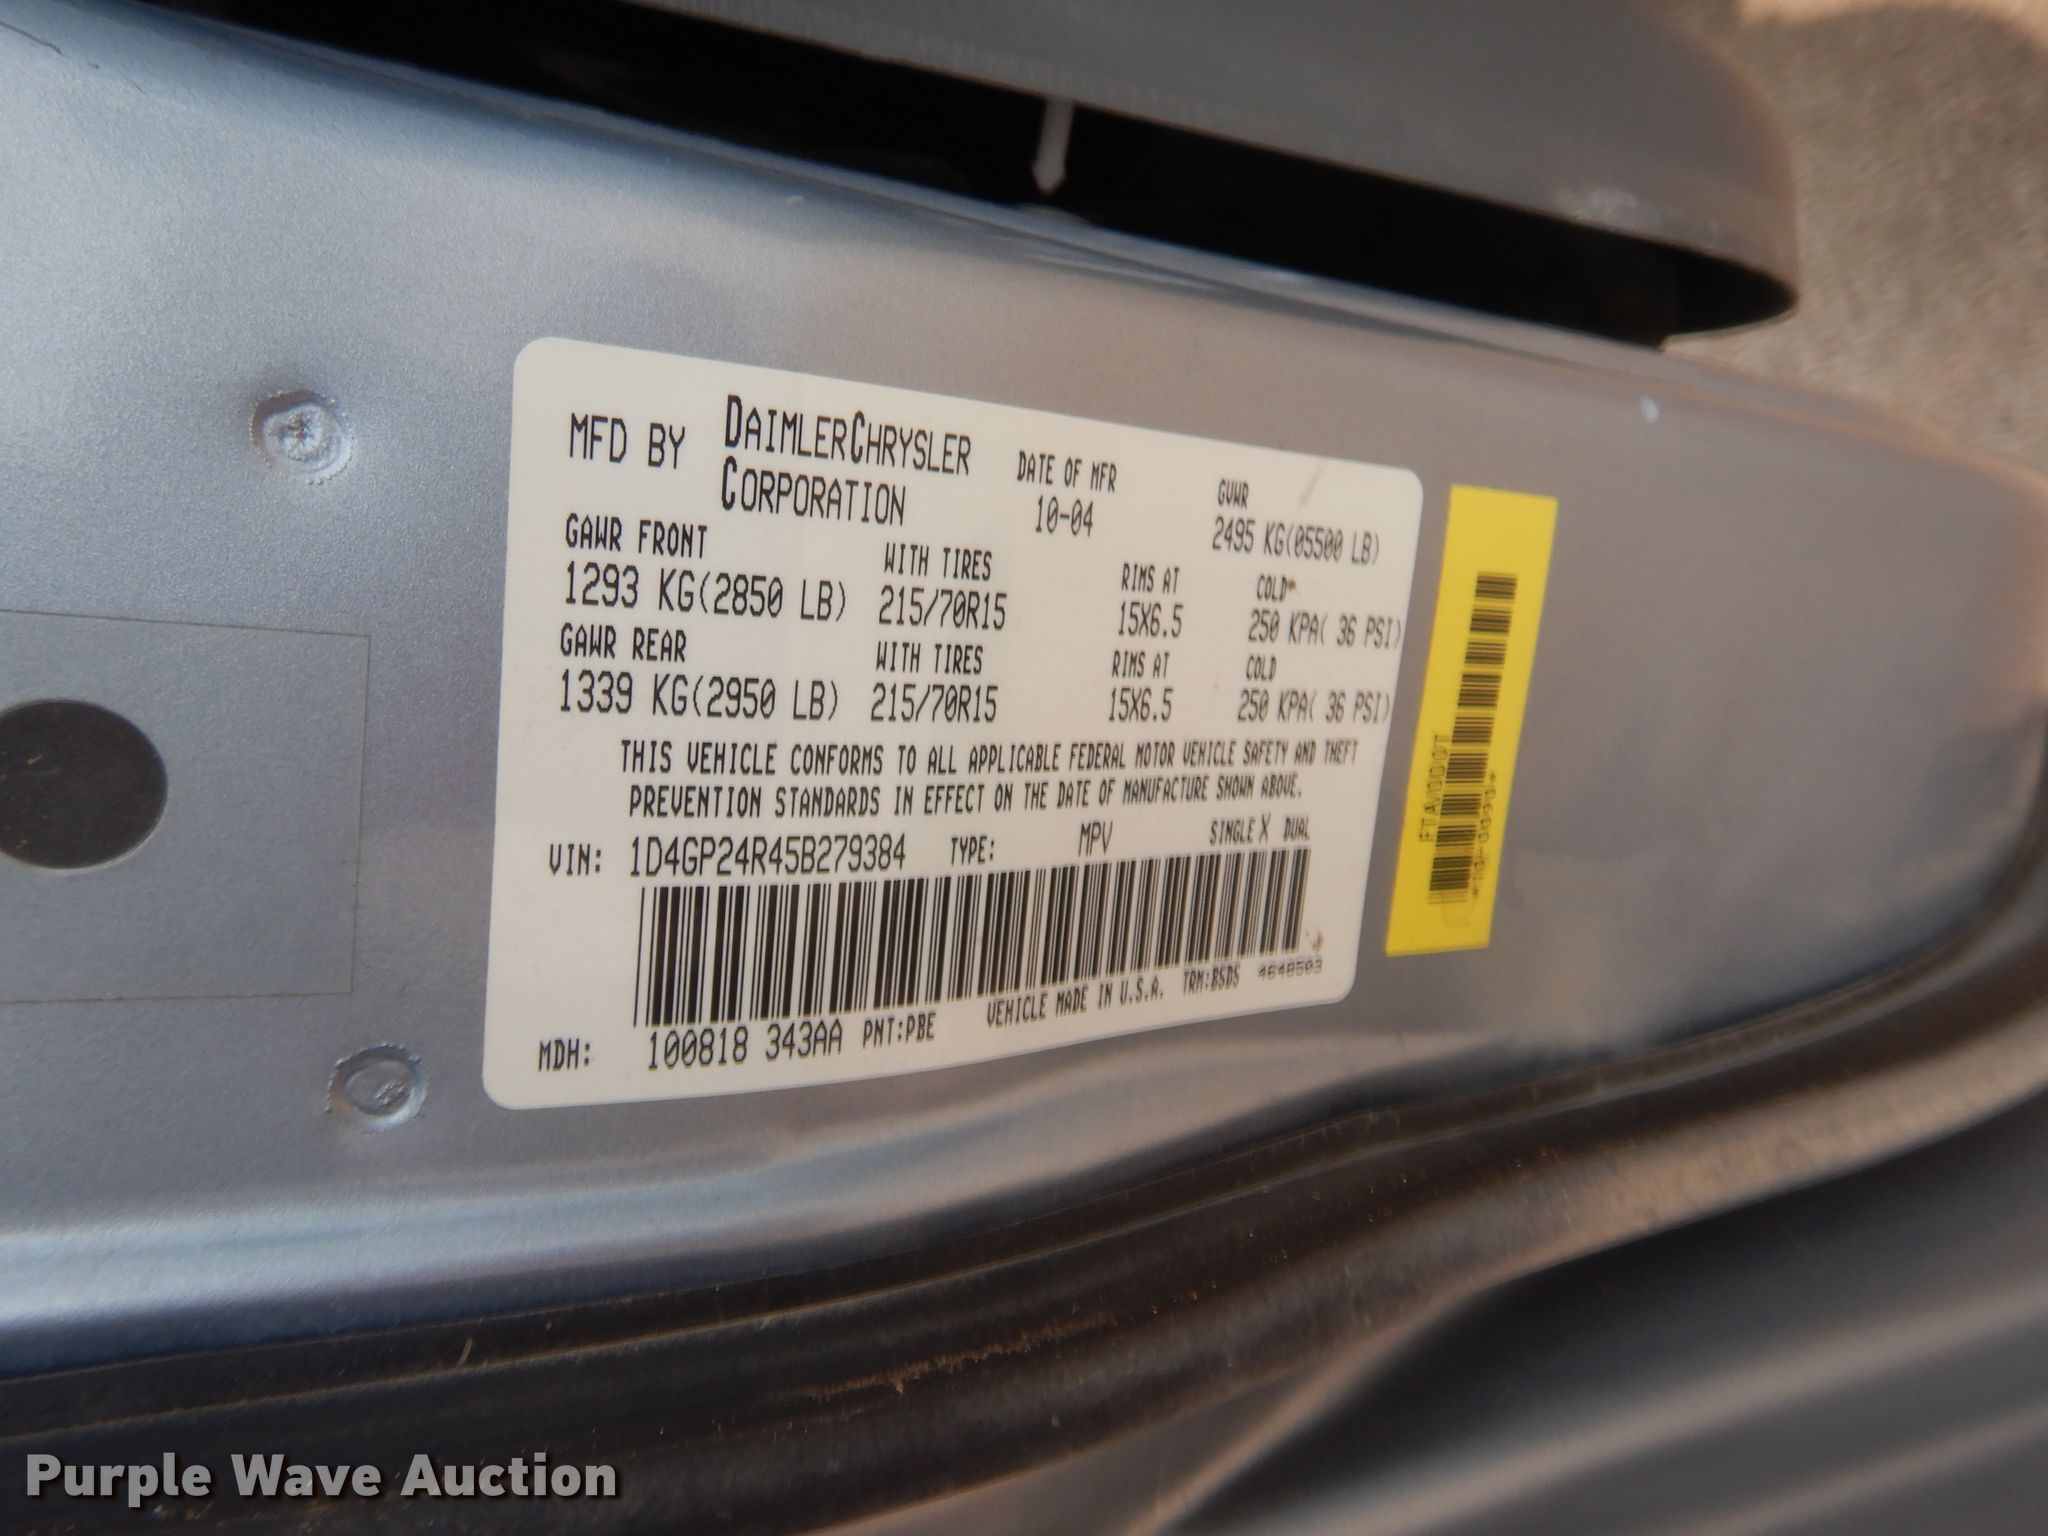 MFD BY DAIMLERCHRYSLER CORPORATION
DATE OF MFR 10-04
GVWR 2495 KG(05500 LB)
GAWR FRONT WITH TIRES RIMS AT COLD
1293 KG(2850 LB) 215/70R15 15X6.5 250 KPA( 36 PSI)
GAWR REAR WITH TIRES RIMS AT COLD
1339 KG(2950 LB) 215/70R15 15X6.5 250 KPA( 36 PSI)
THIS VEHICLE CONFORMS TO ALL APPLICABLE FEDERAL MOTOR VEHICLE SAFETY AND THEFT
PREVENTION STANDARDS IN EFFECT ON THE DATE OF MANUFACTURE SHOWN ABOVE.
VIN: 1D4GP24R45B279384 TYPE: MPV SINGLE X DUAL
MDH: 100818 343AA PNT:PBE VEHICLE MADE IN U.S.A. TRM:BSDS 4648503
Purple Wave Auction